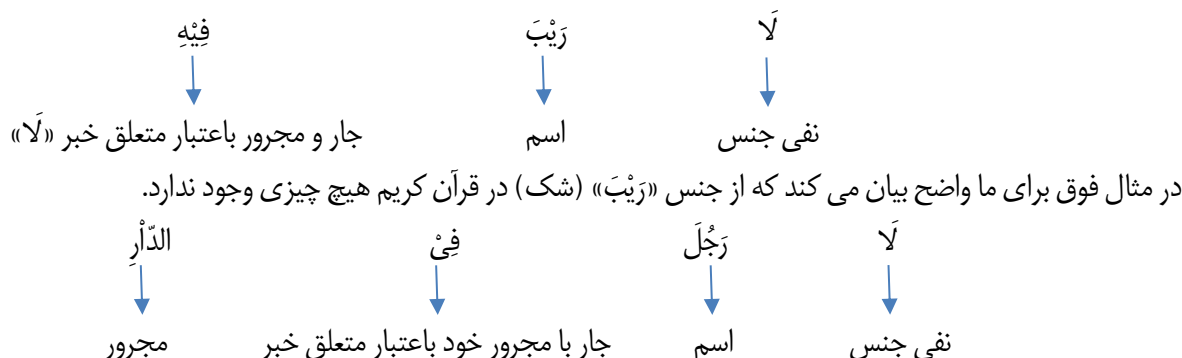 لَا رَيْبَ فِيْهِ
نفی جنس اسم جار و مجرور باعتبار متعلق خبر «لَا»
در مثال فوق برای ما واضح بیان می کند که از جنس «رَيْبَ» (شک) در قرآن کریم هیچ چیزی وجود ندارد.
لَا رَجُلَ فِىْ الدّاْرِ
نفی جنس اسم جار با مجرور خود باعتبار متعلق خبر مجرور